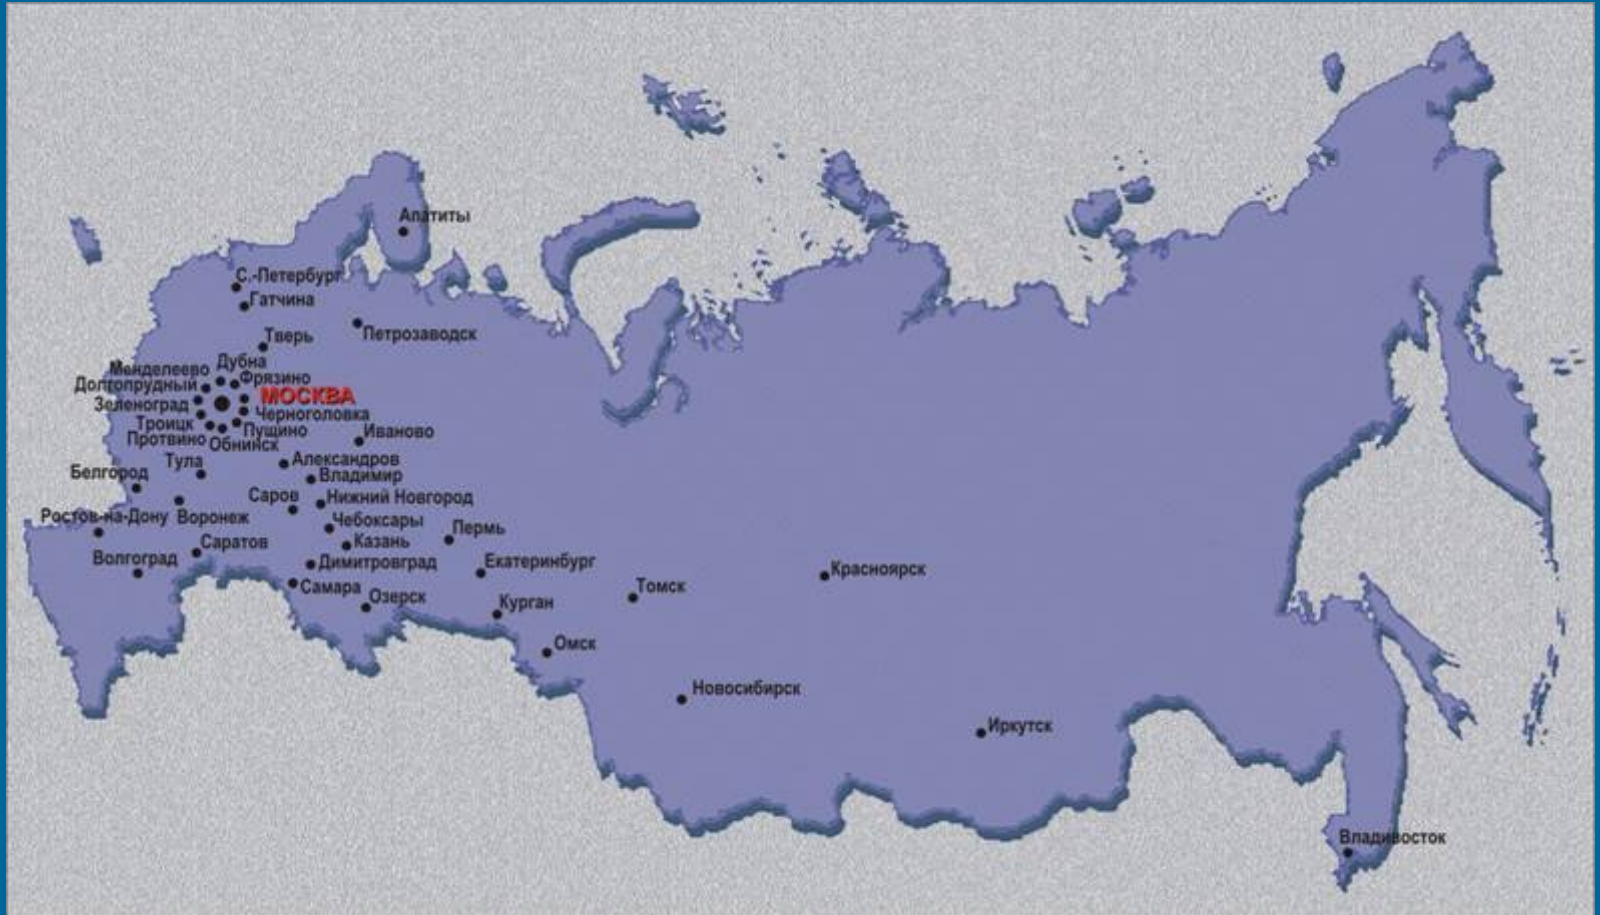 Апатиты
С.-Петербург
Гатчина
Петрозаводск
Тверь
Дубна
Менделеево
Фрязино
Долгопрудный
МОСКВА
Зеленоград
Черноголовка
Троицк
Пущино
Протвино
Обнинск
Иваново
Тула
Александров
Белгород
Владимир
Саров
Нижний Новгород
Ростов-на-Дону
Воронеж
Чебоксары
Пермь
Саратов
Казань
Волгоград
Димитровград
Екатеринбург
Красноярск
Самара
Озерск
Томск
Курган
Омск
Новосибирск
Иркутск
Владивосток